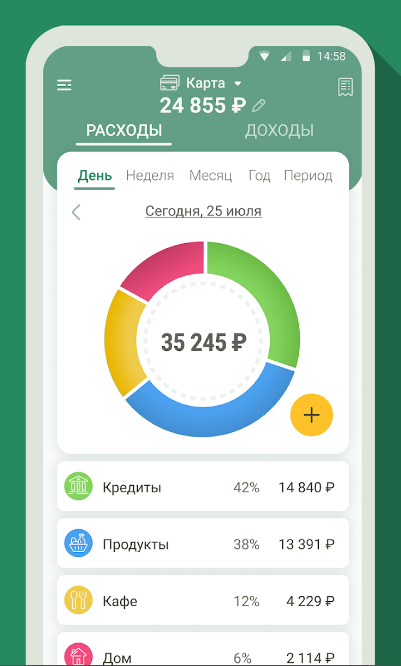 14:58
Карта
24 855 ₽
РАСХОДЫ ДОХОДЫ
День Неделя Месяц Год Период
Сегодня, 25 июля
35 245 ₽
+
Кредиты 42% 14 840 ₽
Продукты 38% 13 391 ₽
Кафе 12% 4 229 ₽
Дом 6% 2 114 ₽